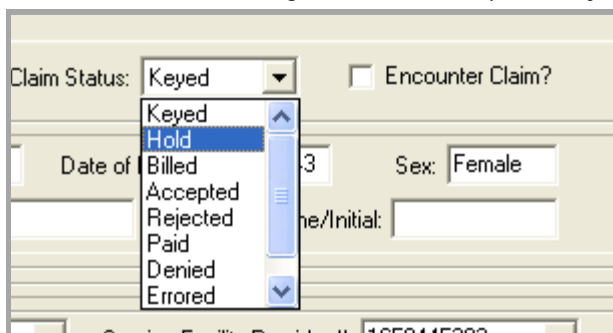 Claim Status: Keyed Encounter Claim?
Keyed
Hold
Date of Billed 3 Sex: Female
Accepted
Rejected ne/Initial:
Paid
Denied
Errored